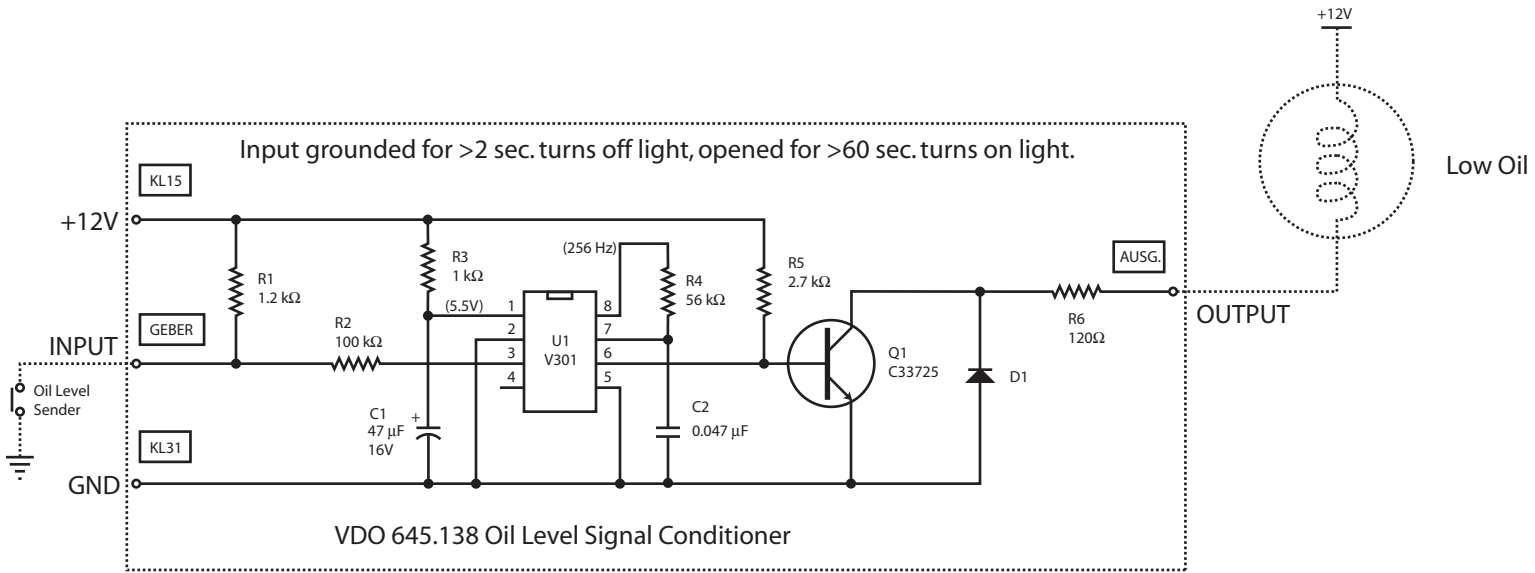 +12V
Input grounded for >2 sec. turns off light, opened for >60 sec. turns on light.
Low Oil
KL15
+12V
(256 Hz)
AUSG.
R3
1 kΩ
R1
1.2 kΩ
R4
56 kΩ
R5
2.7 kΩ
(5.5V)
1
8
OUTPUT
GEBER
R2
100 kΩ
R6
120Ω
2
7
INPUT
U1
V301
3
6
Q1
C33725
4
5
D1
Oil Level
Sender
C1
47 µF
16V
+
C2
0.047 µF
KL31
GND
VDO 645.138 Oil Level Signal Conditioner